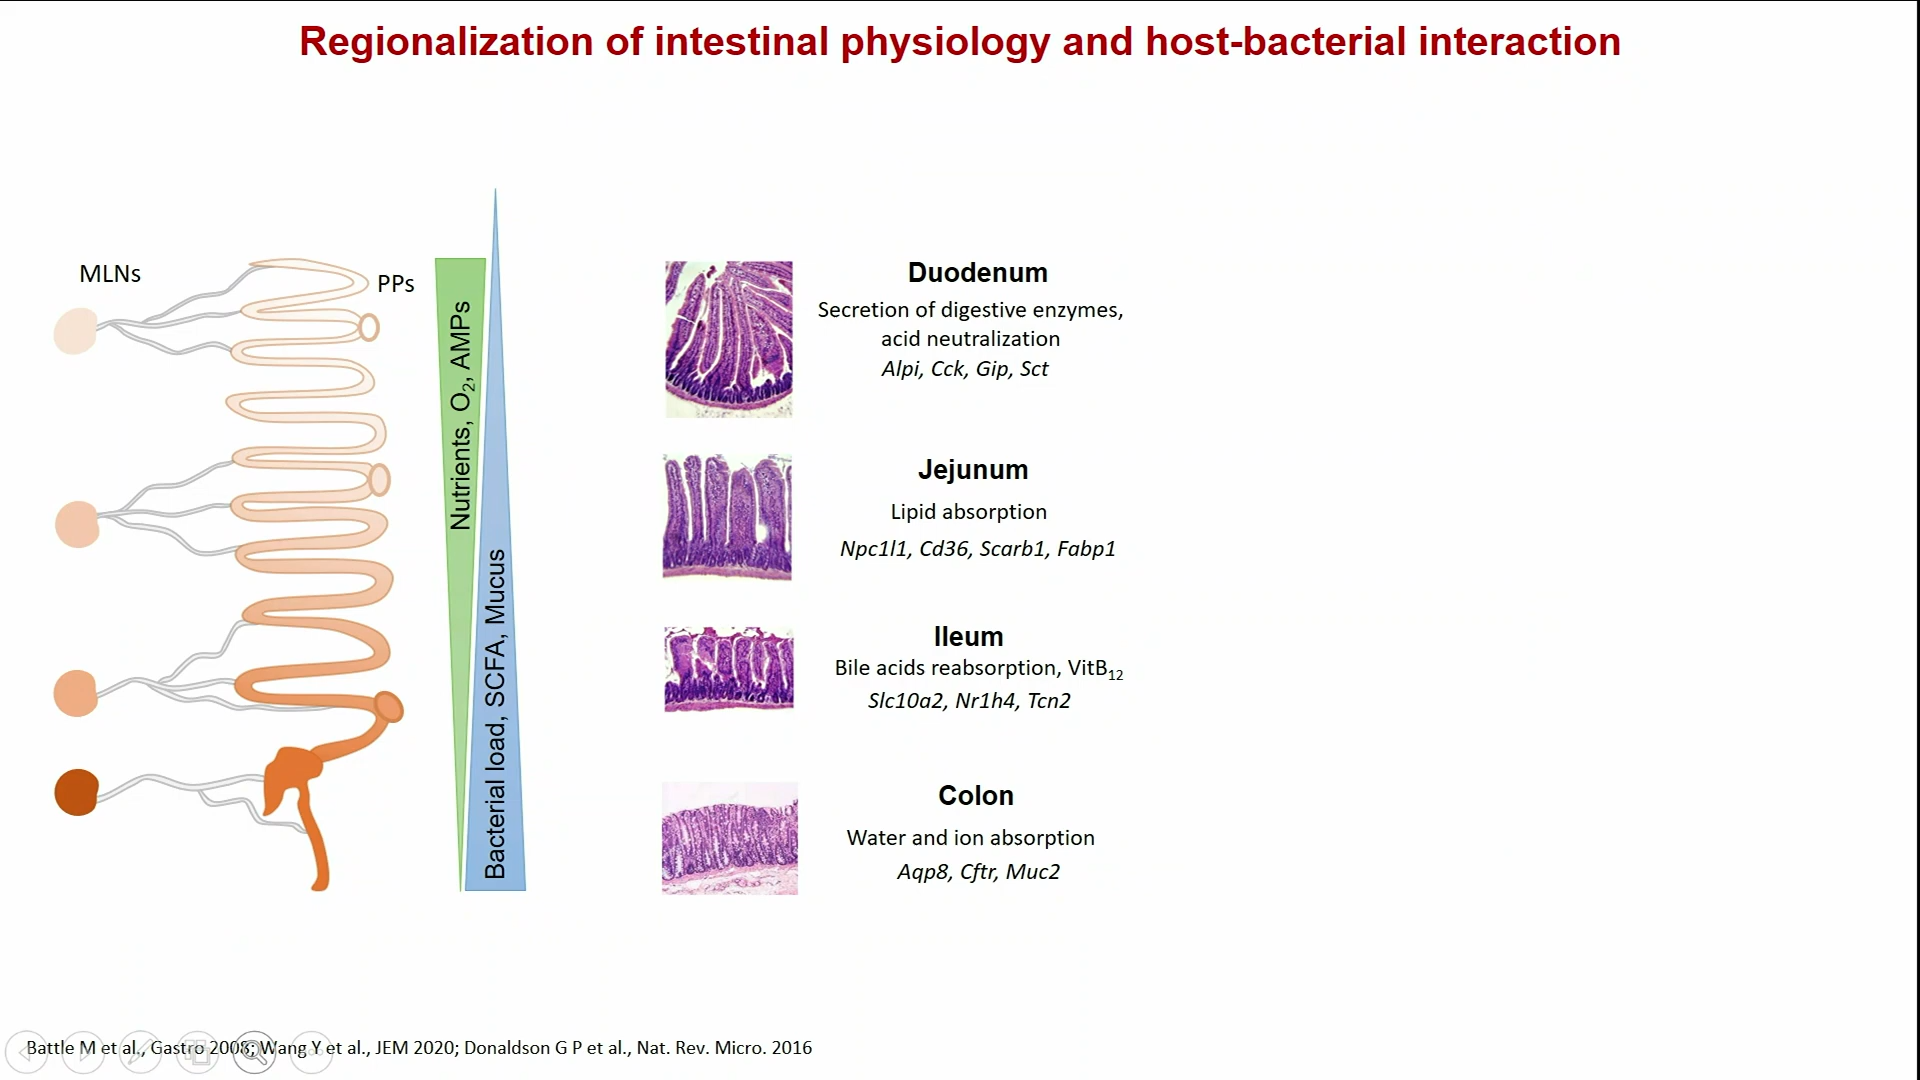 Regionalization of intestinal physiology and host-bacterial interaction
MLNs
PPs
Nutrients, O₂, AMPs
Bacterial load, SCFA, Mucus
Duodenum
Secretion of digestive enzymes,
acid neutralization
Alpi, Cck, Gip, Sct
Jejunum
Lipid absorption
Npc1l1, Cd36, Scarb1, Fabp1
Ileum
Bile acids reabsorption, VitB₁₂
Slc10a2, Nr1h4, Tcn2
Colon
Water and ion absorption
Aqp8, Cftr, Muc2
Battle M et al., Gastro 2008; Wang Y et al., JEM 2020; Donaldson G P et al., Nat. Rev. Micro. 2016